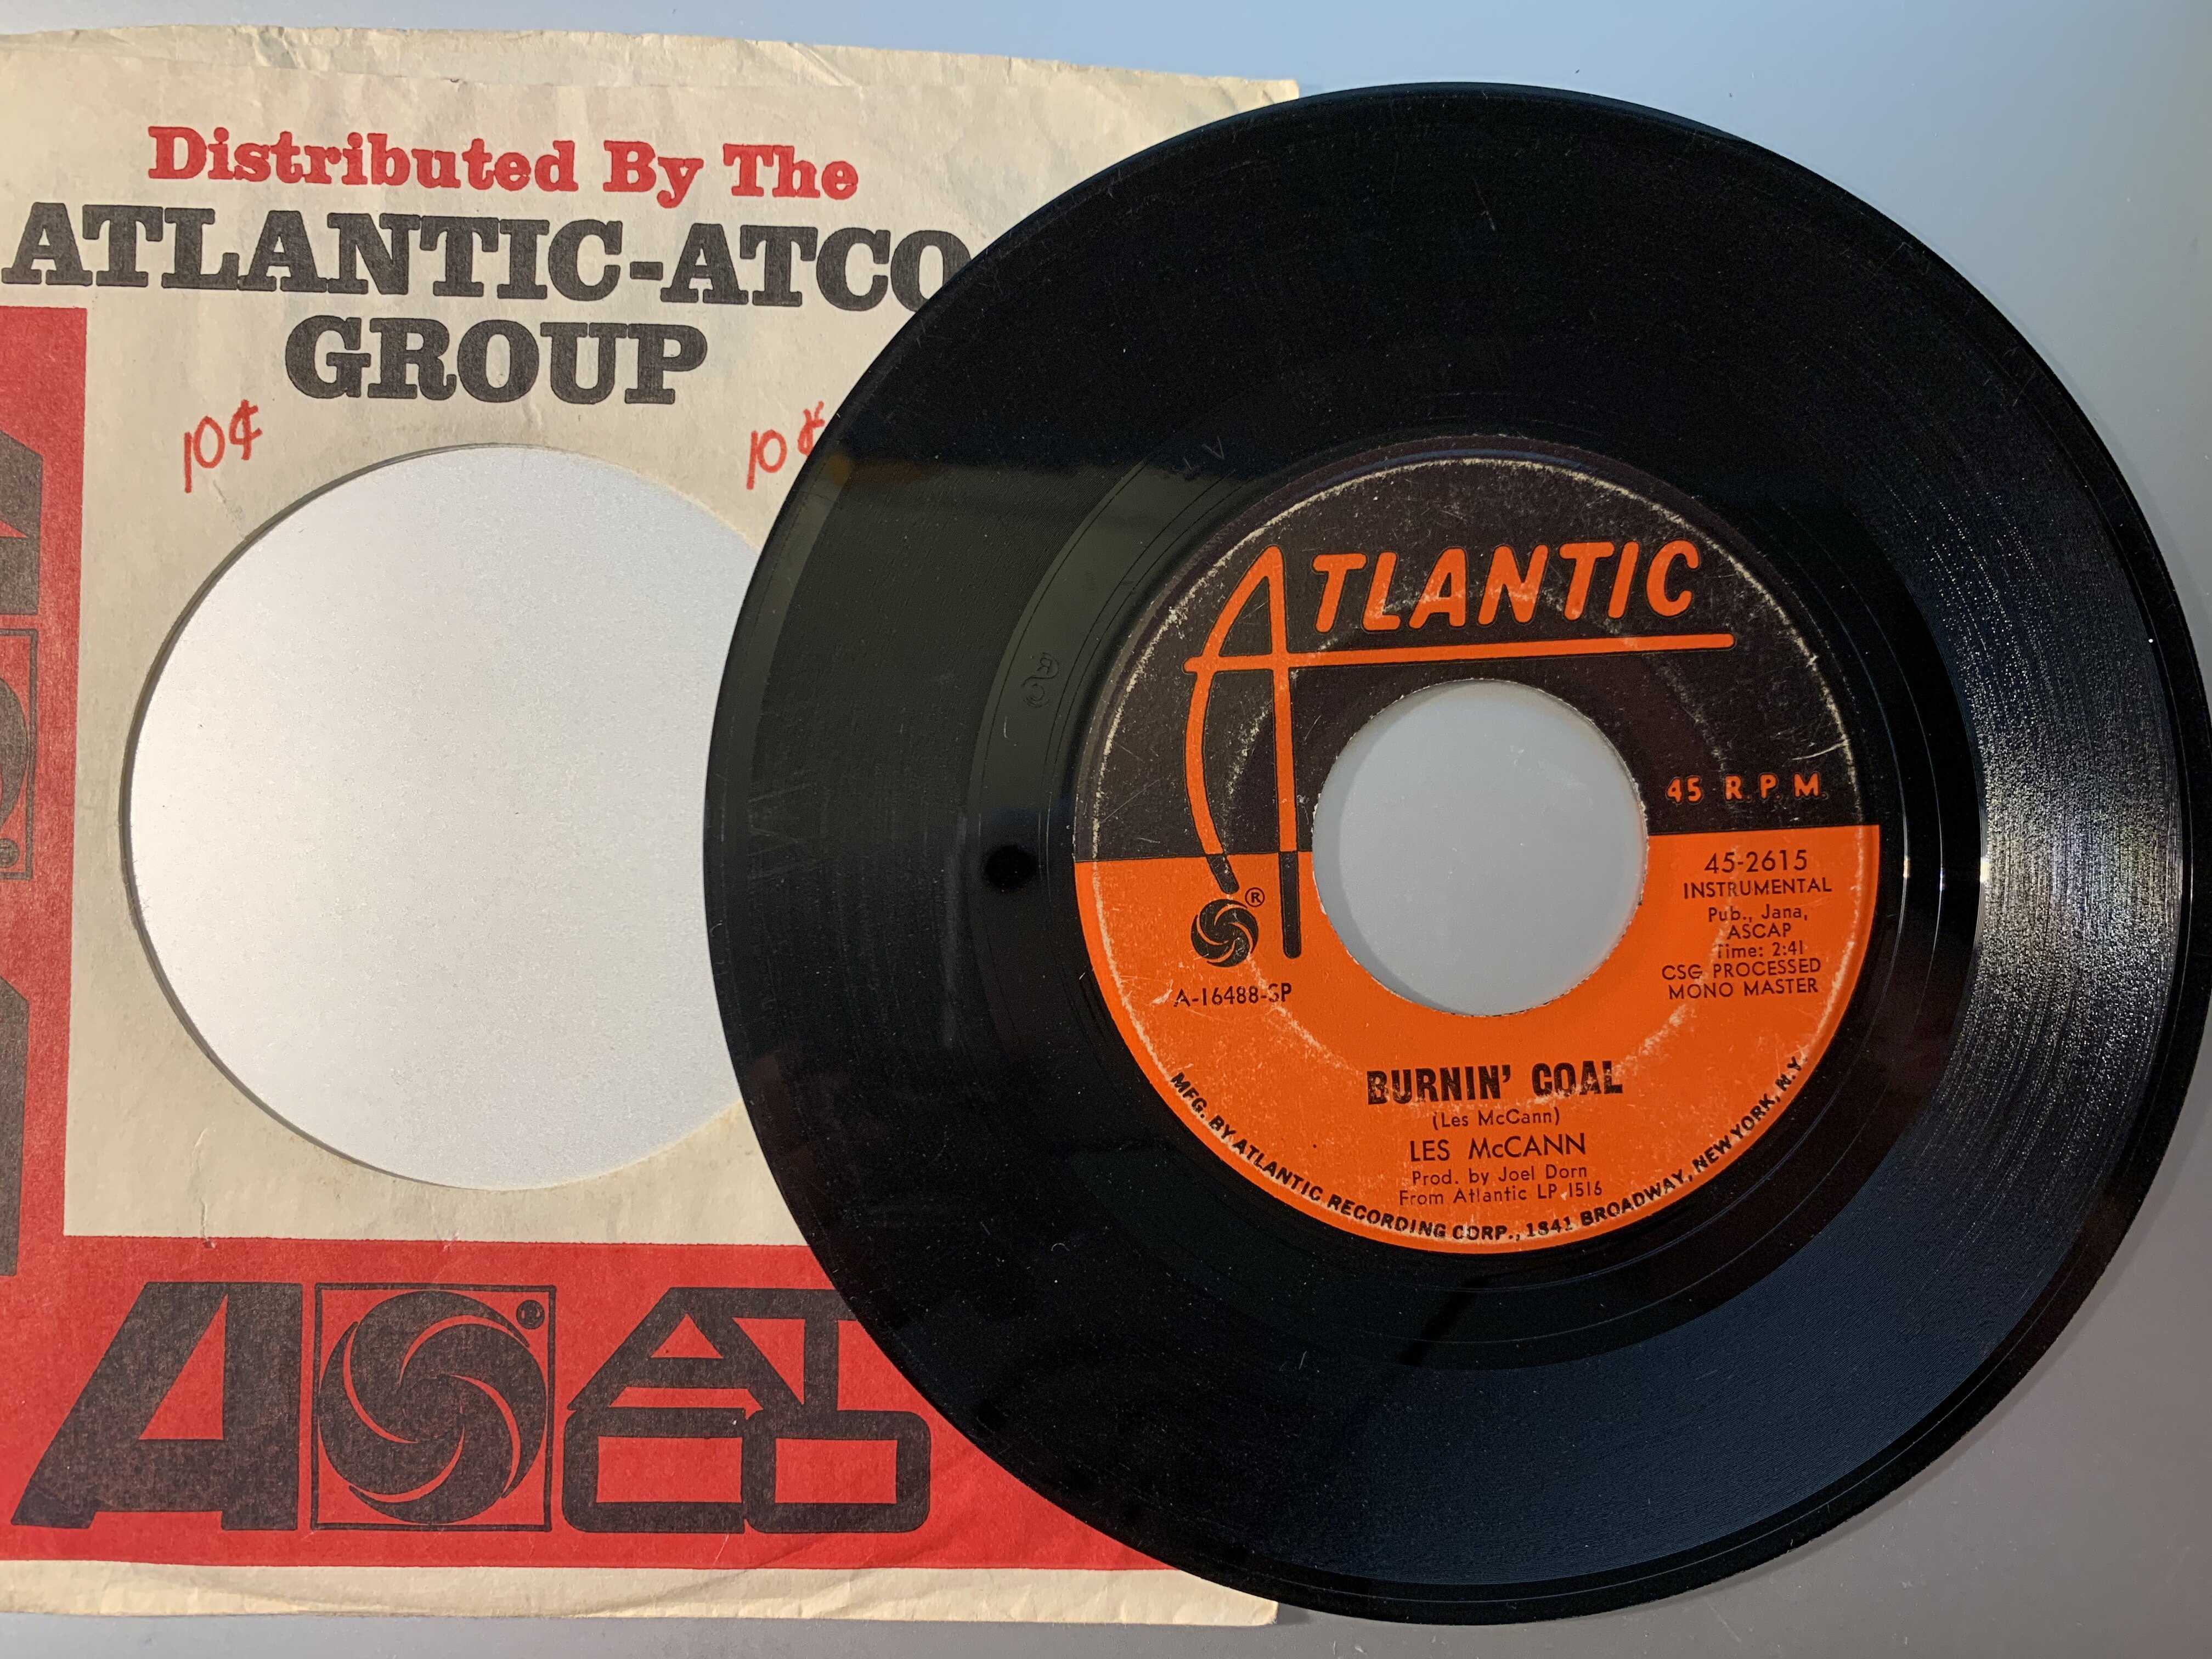 Distributed By The
ATLANTIC-ATCO
GROUP
10¢ 10¢
ATCO
ATLANTIC
45 R P M
45-2615
INSTRUMENTAL
Pub., Jana,
ASCAP
Time: 2:41
CSG PROCESSED
MONO MASTER
®
A-16488-SP
BURNIN' COAL
(Les McCann)
LES McCANN
Prod. by Joel Dorn
From Atlantic LP 1516
MFG. BY ATLANTIC RECORDING CORP., 1841 BROADWAY, NEW YORK, N.Y.